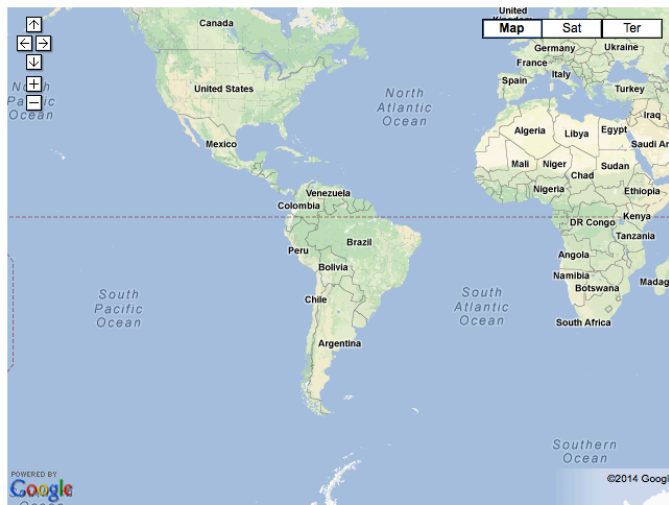 Canada
United
Kingdom
Map
Sat
Ter
Germany
Ukraine
France
Italy
Spain
Turkey
North
Pacific
Ocean
United States
North
Atlantic
Ocean
Iraq
Algeria
Libya
Egypt
Saudi Ar
Mexico
Mali
Niger
Chad
Sudan
Nigeria
Ethiopia
Venezuela
Colombia
DR Congo
Kenya
Tanzania
Peru
Brazil
Bolivia
Angola
Namibia
Botswana
Madag
South
Pacific
Ocean
Chile
South
Atlantic
Ocean
South Africa
Argentina
Southern
Ocean
POWERED BY
Google
©2014 Googl
Ocean